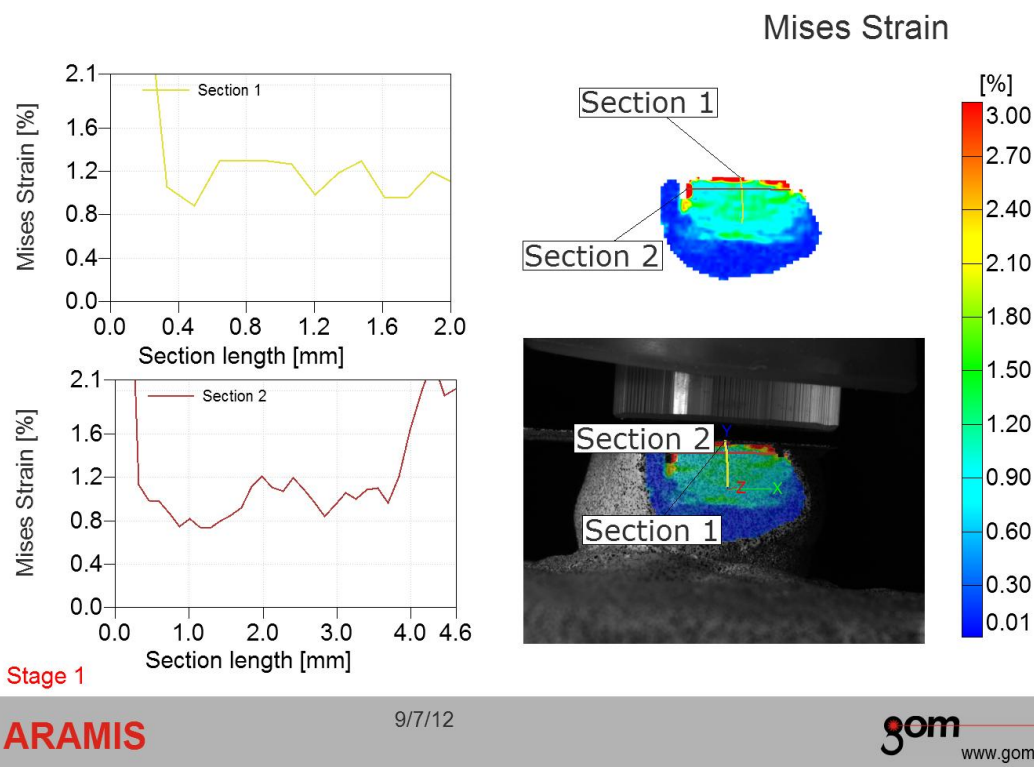 Mises Strain
2.1
1.6
1.2
0.8
0.4
0.0
Mises Strain [%]
Section 1
0.0 0.4 0.8 1.2 1.6 2.0
Section length [mm]
2.1
1.6
1.2
0.8
0.4
0.0
Mises Strain [%]
Section 2
0.0 1.0 2.0 3.0 4.0 4.6
Section length [mm]
Section 1
Section 2
[%]
3.00
2.70
2.40
2.10
1.80
1.50
1.20
0.90
0.60
0.30
0.01
Y
Section 2
Z X
Section 1
Stage 1
ARAMIS
9/7/12
gom
www.gom